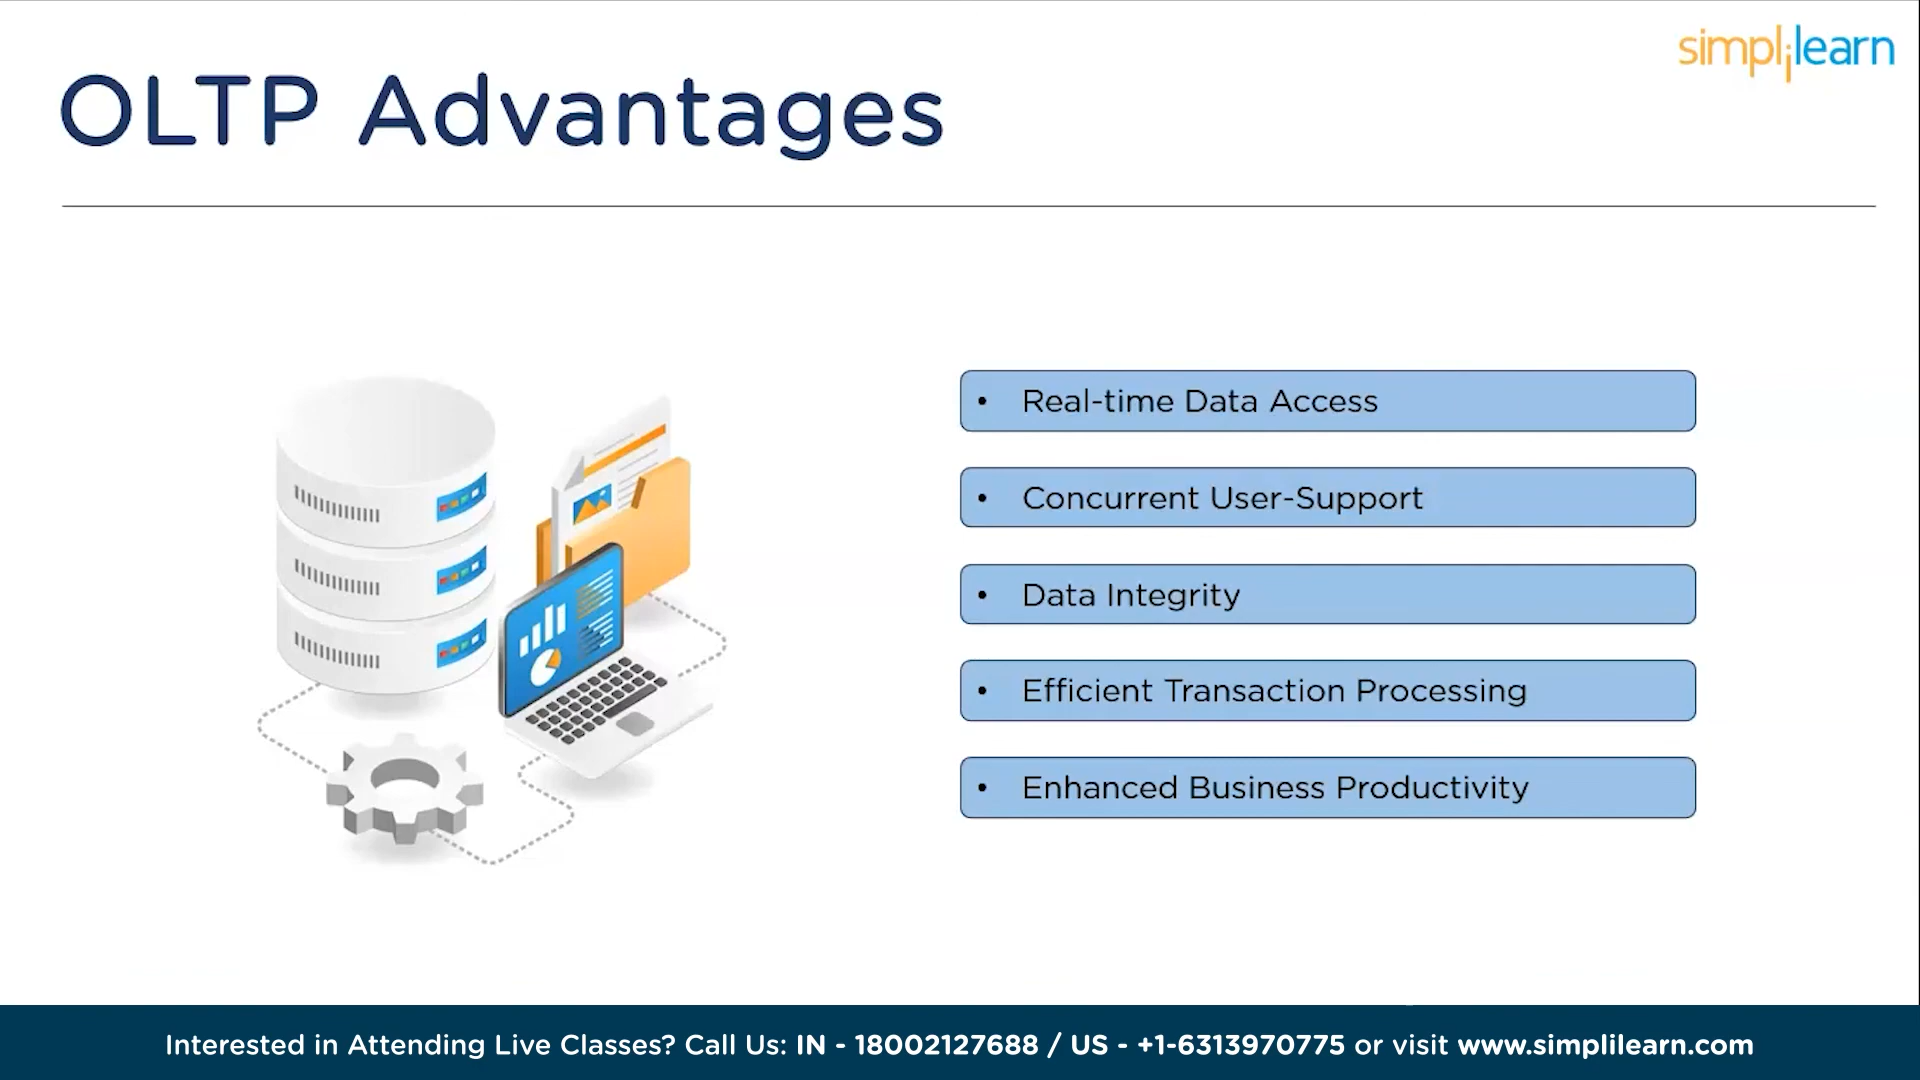 simplilearn
OLTP Advantages
• Real-time Data Access
• Concurrent User-Support
• Data Integrity
• Efficient Transaction Processing
• Enhanced Business Productivity
Interested in Attending Live Classes? Call Us: IN - 18002127688 / US - +1-6313970775 or visit www.simplilearn.com